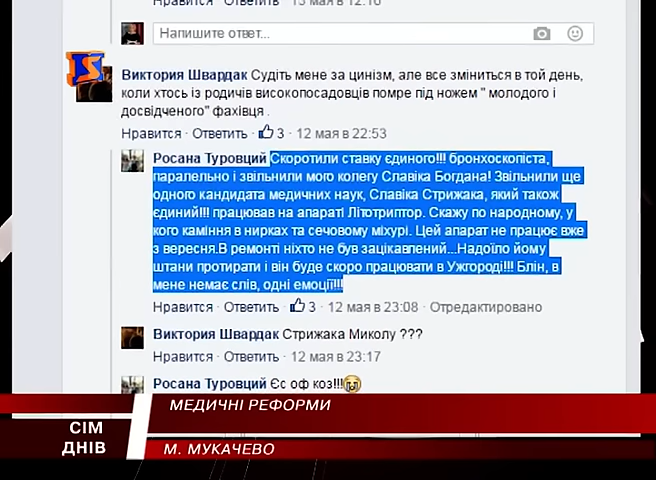 Нравится · Ответить · 13 мая в 12:16
Напишите ответ...
Виктория Швардак Судіть мене за цинізм, але все зміниться в той день,
коли хтось із родичів високопосадовців помре під ножем " молодого і
досвідченого" фахівця .
Нравится · Ответить · 3 · 12 мая в 22:53
Росана Туровций Скоротили ставку єдиного!!! бронхоскопіста,
паралельно і звільнили мого колегу Славіка Богдана! Звільнили ще
одного кандидата медичних наук, Славіка Стрижака, який також
єдиний!!! працював на апараті Літотриптор. Скажу по народному, у
кого каміння в нирках та сечовому міхурі. Цей апарат не працює вже
з вересня.В ремонті ніхто не був зацікавлений...Надоїло йому
штани протирати і він буде скоро працювати в Ужгороді!!! Блін, в
мене немає слів, одні емоції!!!
Нравится · Ответить · 3 · 12 мая в 23:08 · Отредактировано
Виктория Швардак Стрижака Миколу ???
Нравится · Ответить · 12 мая в 23:17
Росана Туровций Єс оф коз!!!😭
МЕДИЧНІ РЕФОРМИ
СІМ
ДНІВ
М. МУКАЧЕВО